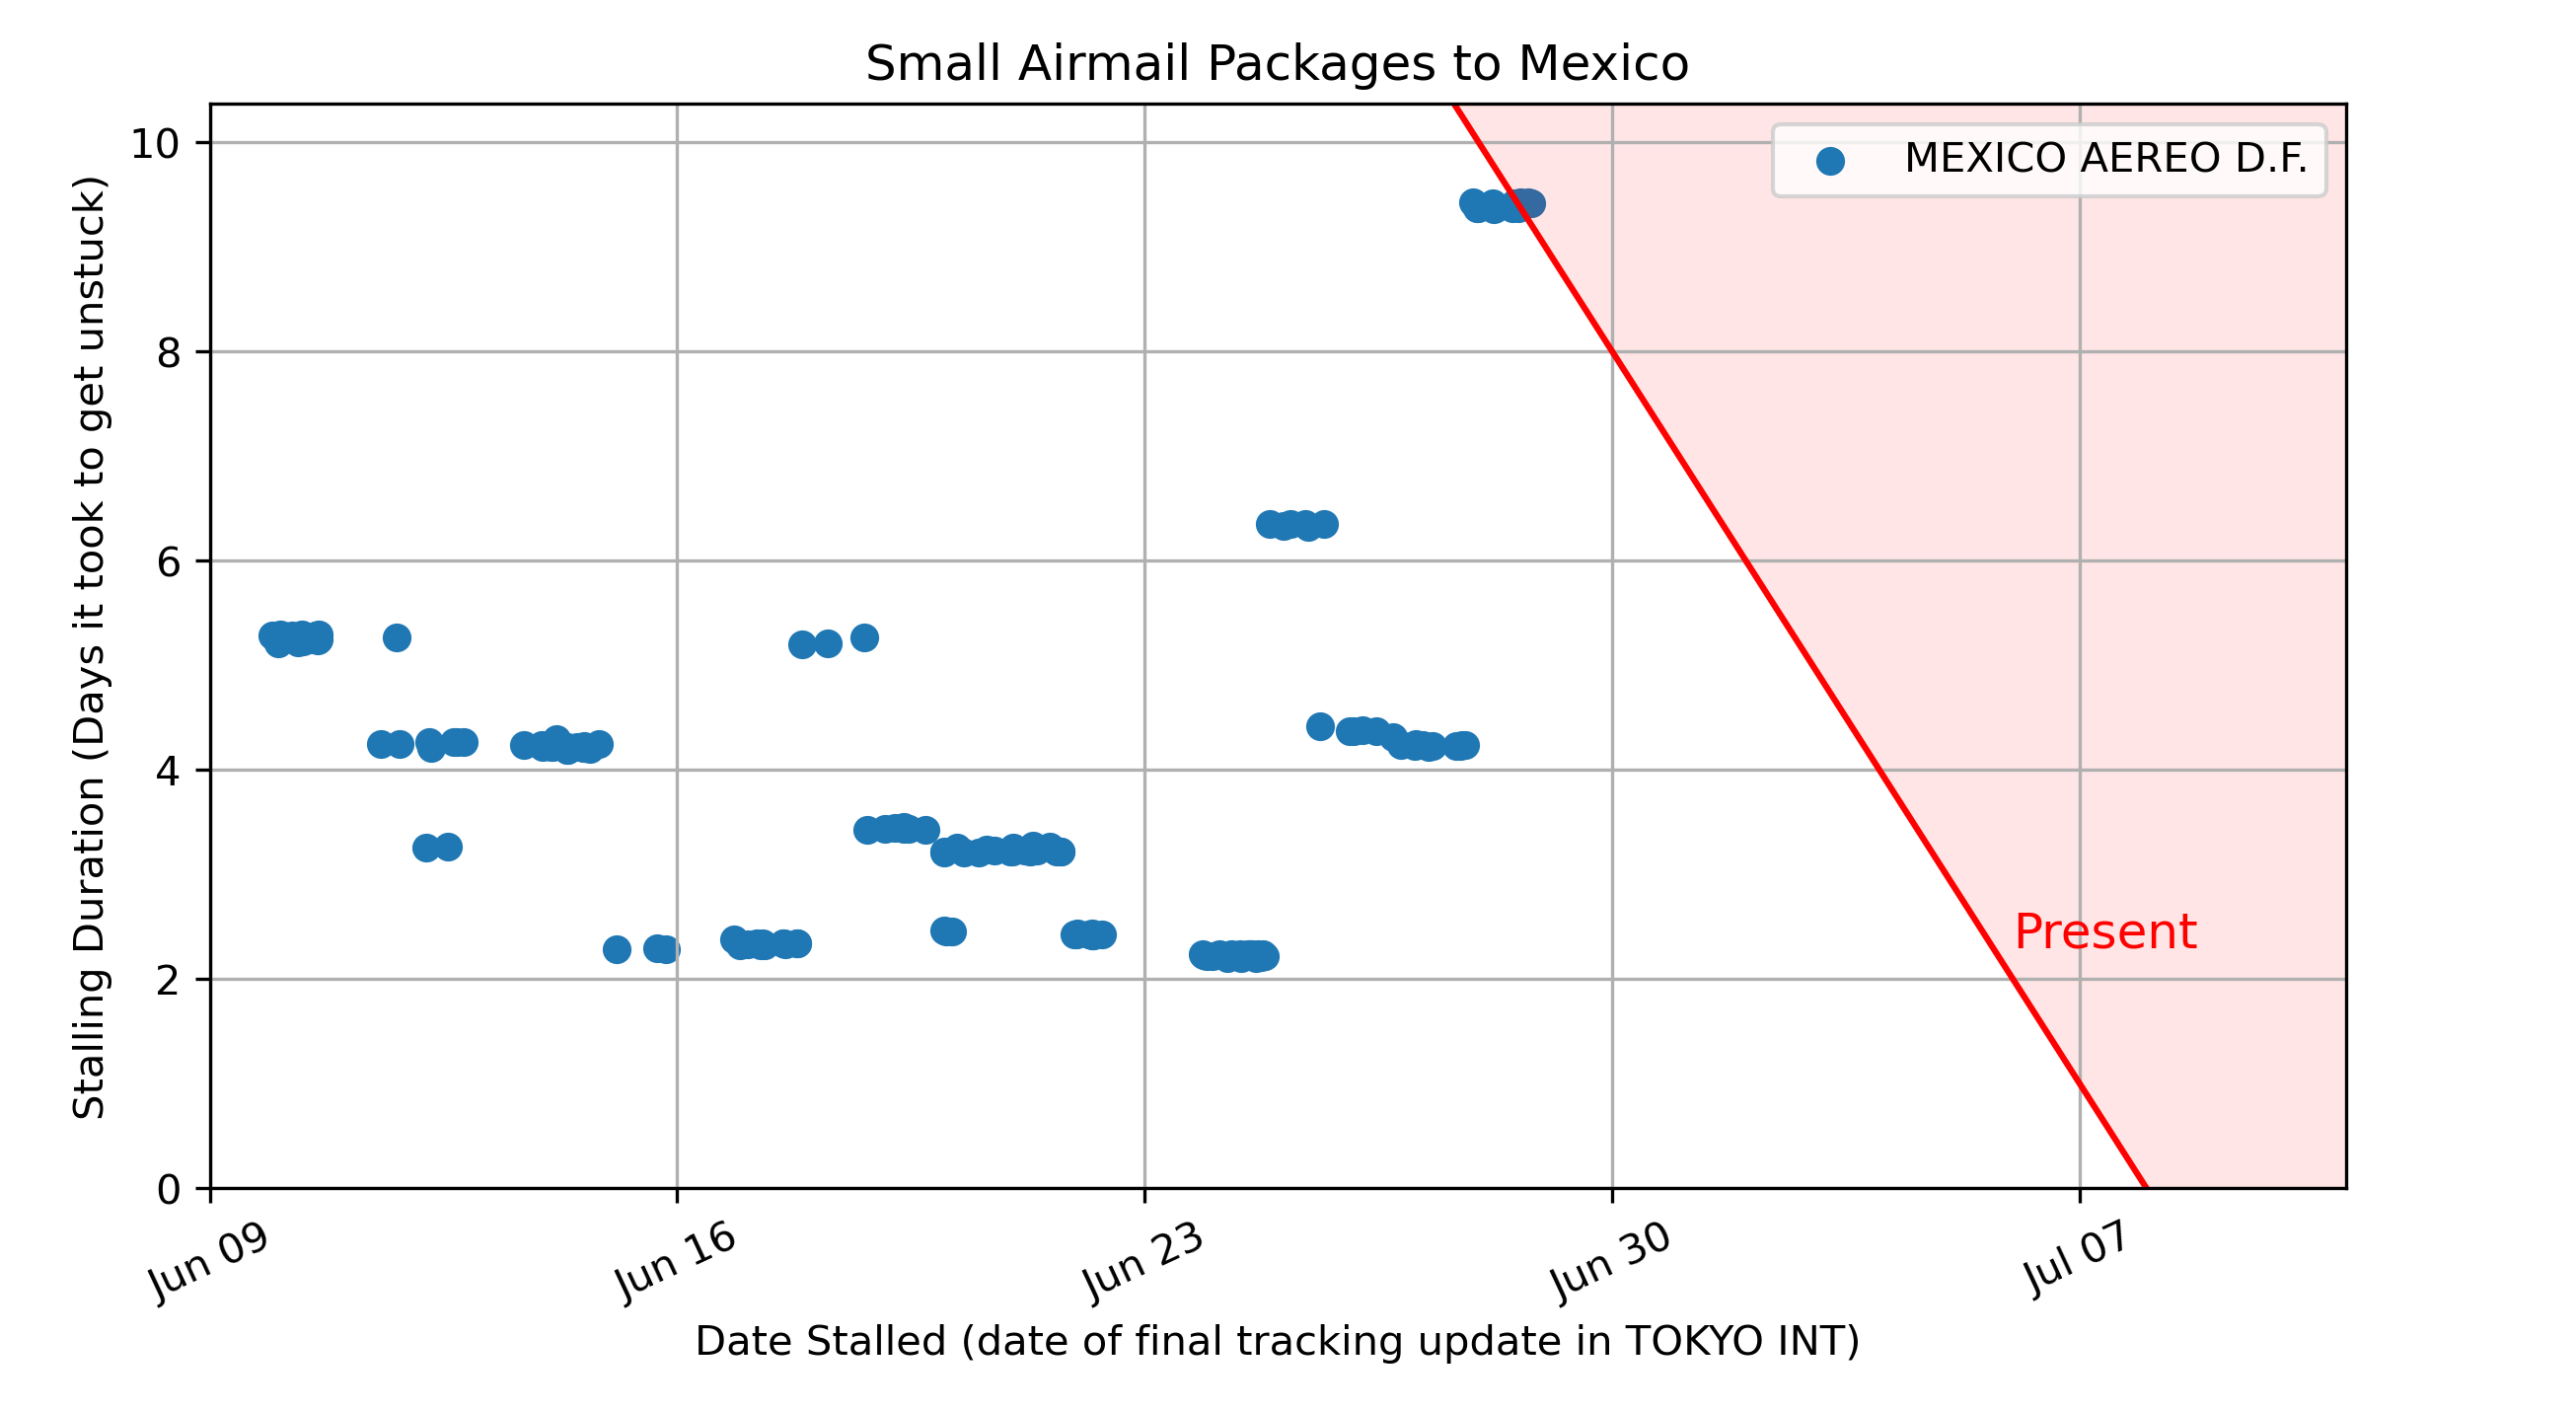 Small Airmail Packages to Mexico
MEXICO AEREO D.F.
Stalling Duration (Days it took to get unstuck)
10
8
6
4
2
0
Present
Jun 09
Jun 16
Jun 23
Jun 30
Jul 07
Date Stalled (date of final tracking update in TOKYO INT)